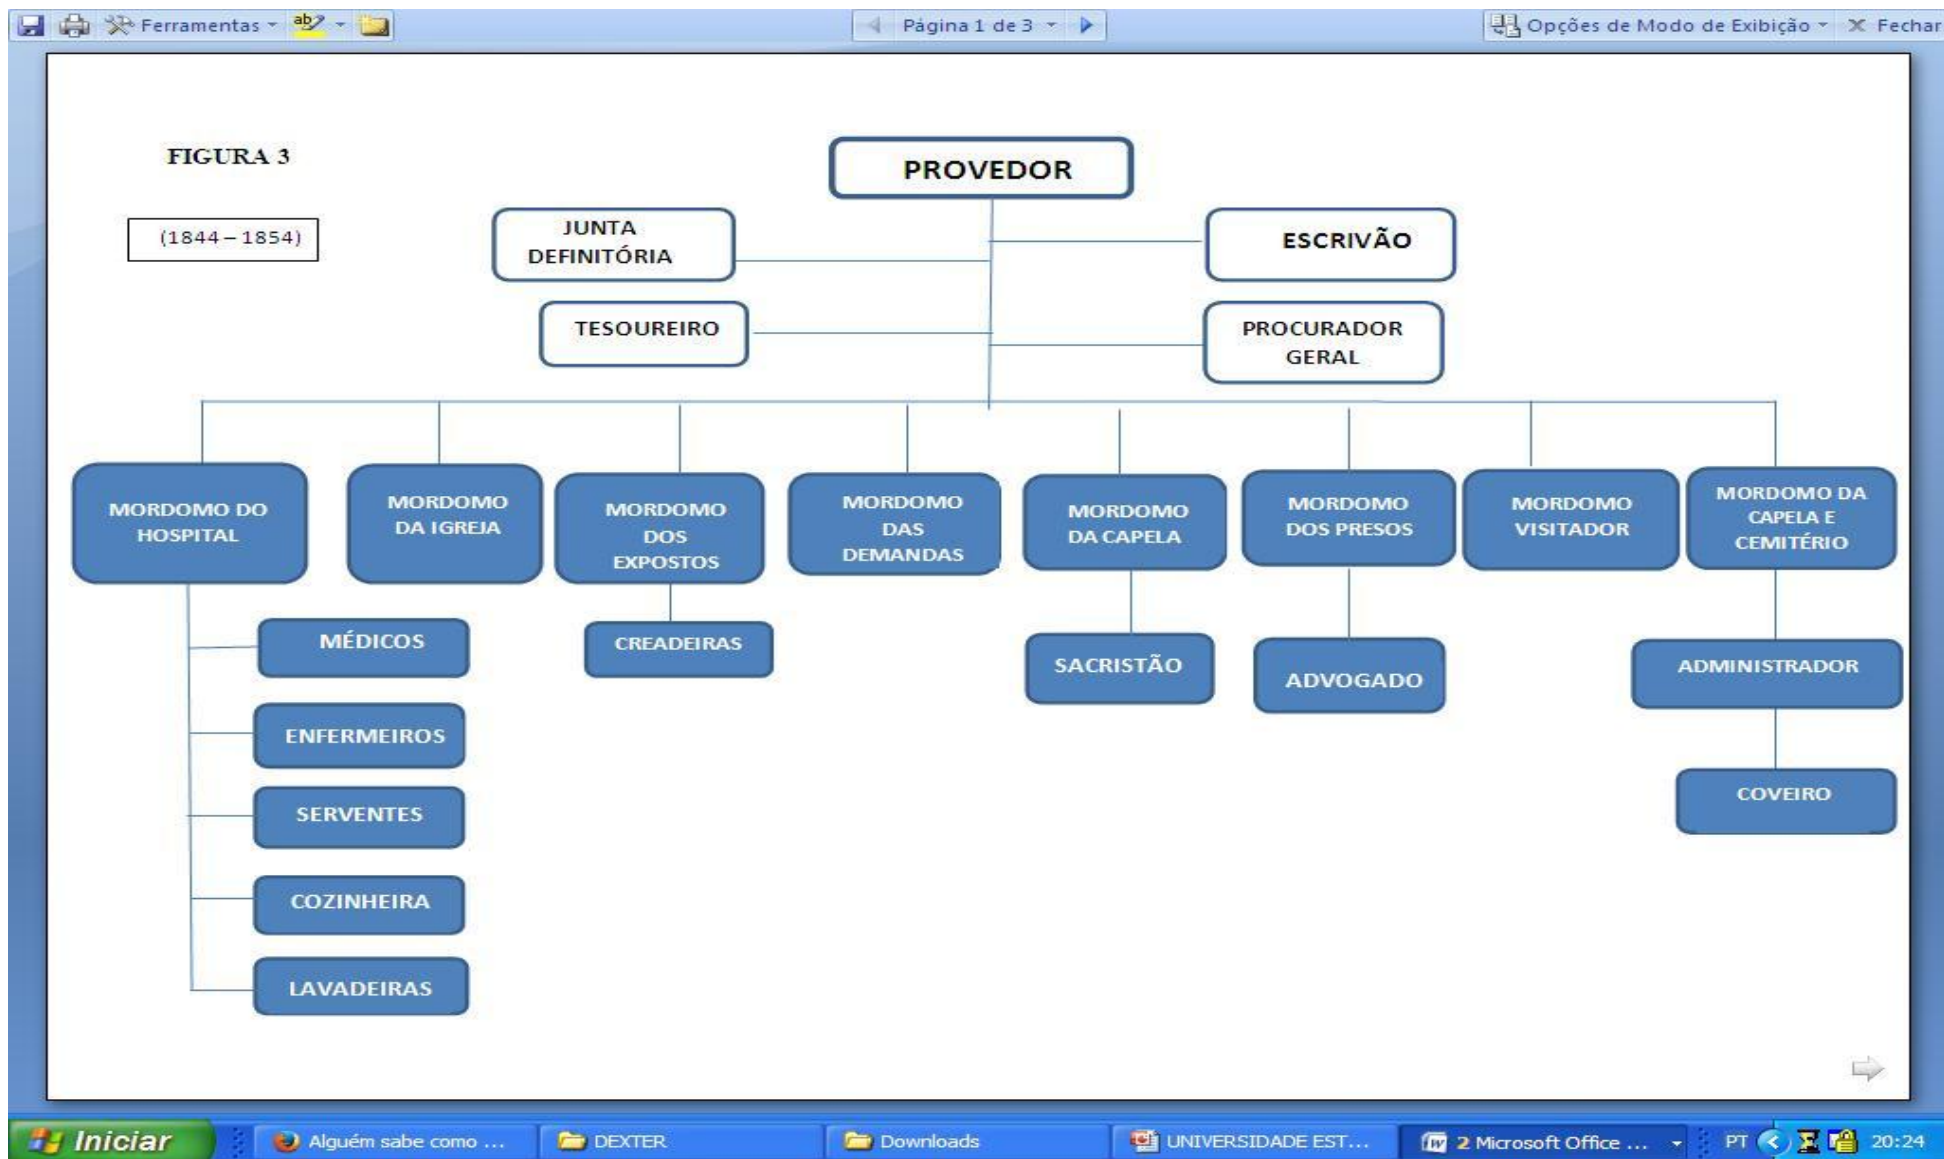 Ferramentas
ab
Página 1 de 3
Opções de Modo de Exibição
Fechar
FIGURA 3
(1844 – 1854)
PROVEDOR
JUNTA
DEFINITÓRIA
ESCRIVÃO
TESOUREIRO
PROCURADOR
GERAL
MORDOMO DO
HOSPITAL
MORDOMO
DA IGREJA
MORDOMO
DOS
EXPOSTOS
MORDOMO
DAS
DEMANDAS
MORDOMO
DA CAPELA
MORDOMO
DOS PRESOS
MORDOMO
VISITADOR
MORDOMO DA
CAPELA E
CEMITÉRIO
MÉDICOS
ENFERMEIROS
SERVENTES
COZINHEIRA
LAVADEIRAS
CREADEIRAS
SACRISTÃO
ADVOGADO
ADMINISTRADOR
COVEIRO
Iniciar
Alguém sabe como ...
DEXTER
Downloads
UNIVERSIDADE EST...
2 Microsoft Office ...
PT
20:24